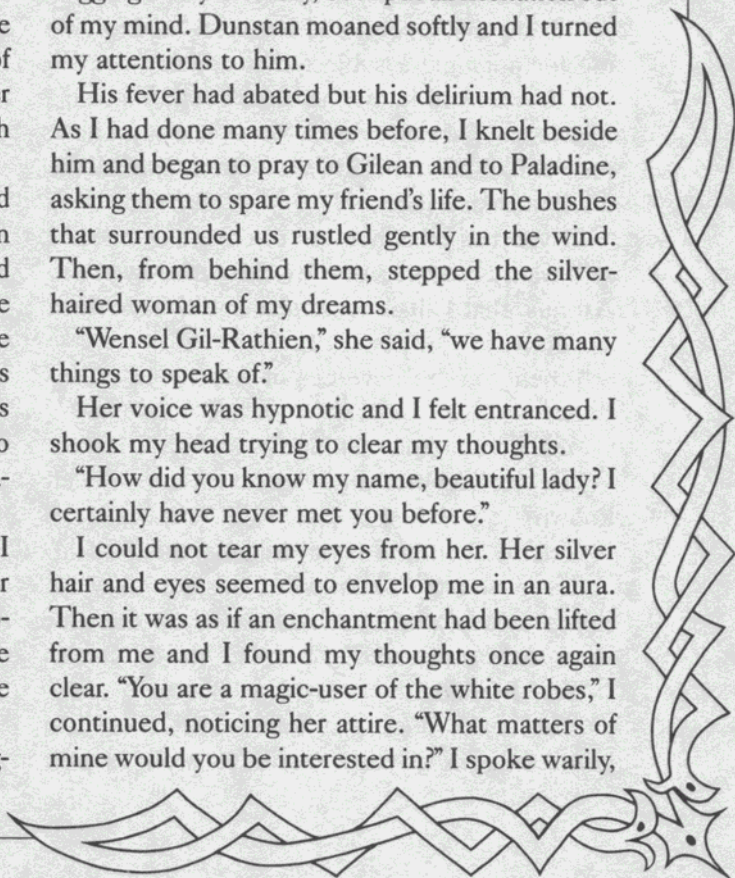 of my mind. Dunstan moaned softly and I turned
my attentions to him.
His fever had abated but his delirium had not.
As I had done many times before, I knelt beside
him and began to pray to Gilean and to Paladine,
asking them to spare my friend’s life. The bushes
that surrounded us rustled gently in the wind.
Then, from behind them, stepped the silver-
haired woman of my dreams.
“Wensel Gil-Rathien,” she said, “we have many
things to speak of.”
Her voice was hypnotic and I felt entranced. I
shook my head trying to clear my thoughts.
“How did you know my name, beautiful lady? I
certainly have never met you before.”
I could not tear my eyes from her. Her silver
hair and eyes seemed to envelop me in an aura.
Then it was as if an enchantment had been lifted
from me and I found my thoughts once again
clear. “You are a magic-user of the white robes,” I
continued, noticing her attire. “What matters of
mine would you be interested in?” I spoke warily,